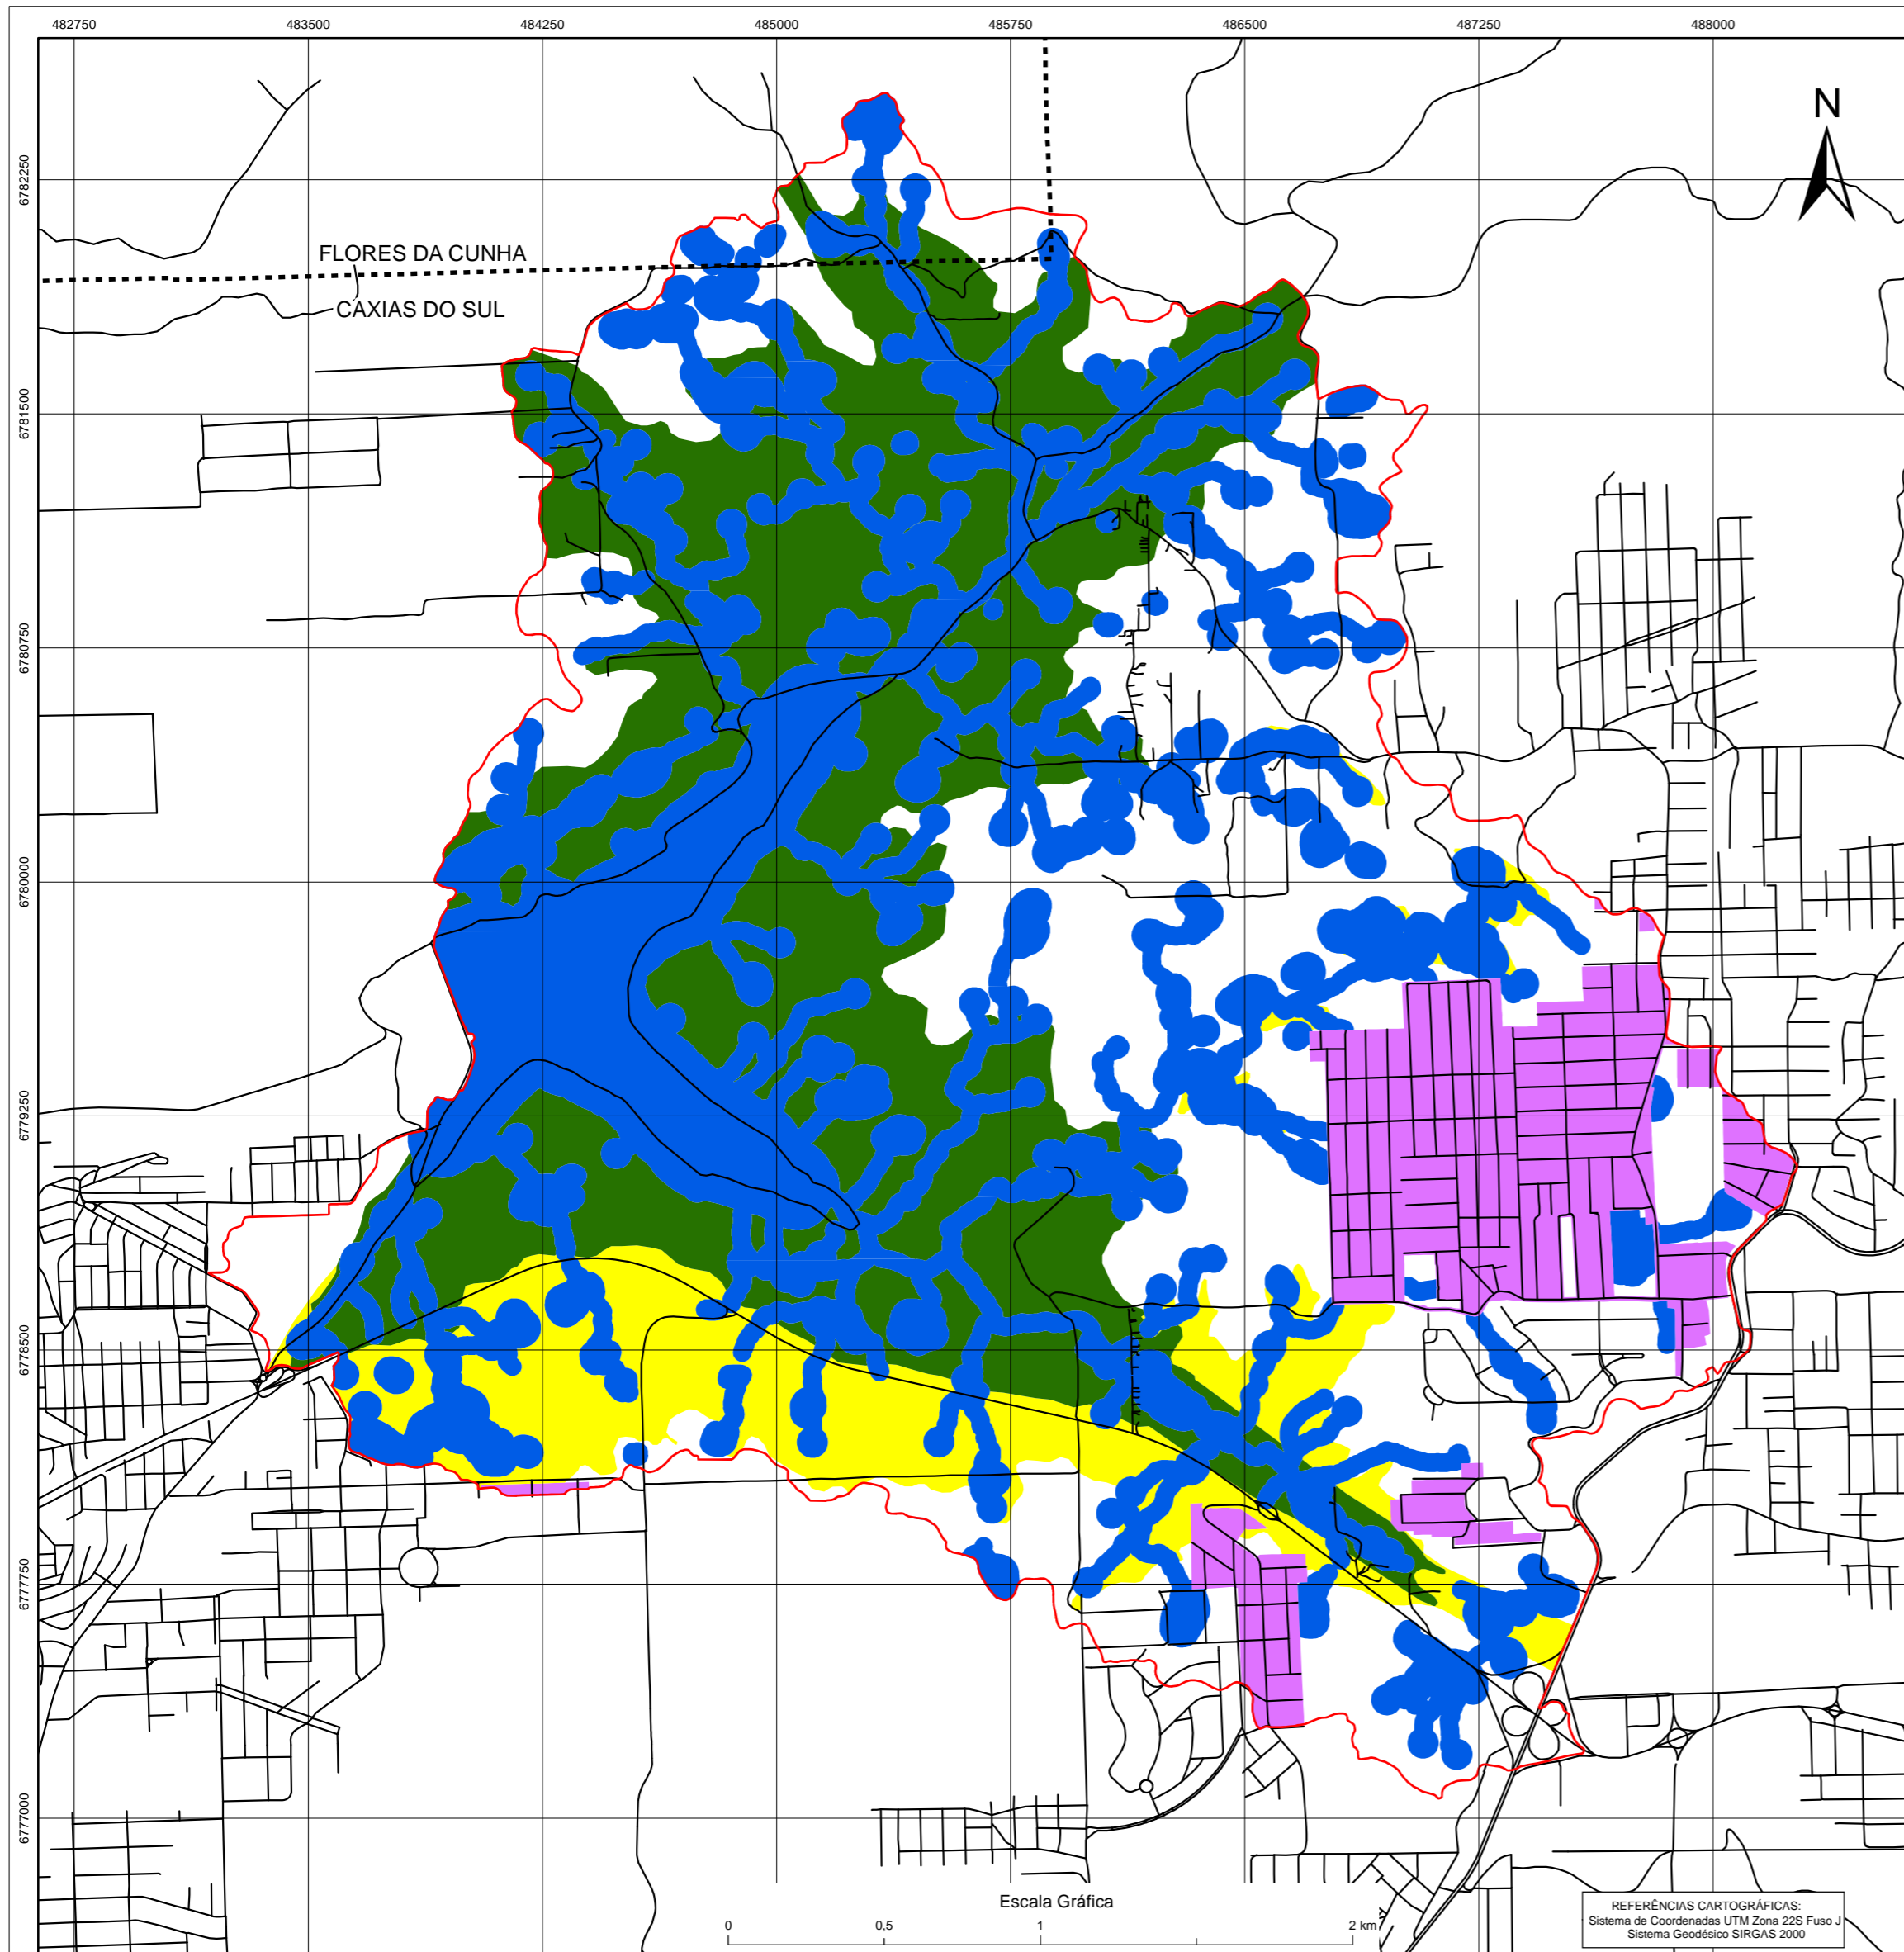 482750 483500 484250 485000 485750 486500 487250 488000
N
6782250
FLORES DA CUNHA
CAXIAS DO SUL
6781500
6780750
6780000
6779250
6778500
6777750
6777000
Escala Gráfica
0 0,5 1 2 km
REFERÊNCIAS CARTOGRÁFICAS:
Sistema de Coordenadas UTM Zona 22S Fuso J
Sistema Geodésico SIRGAS 2000